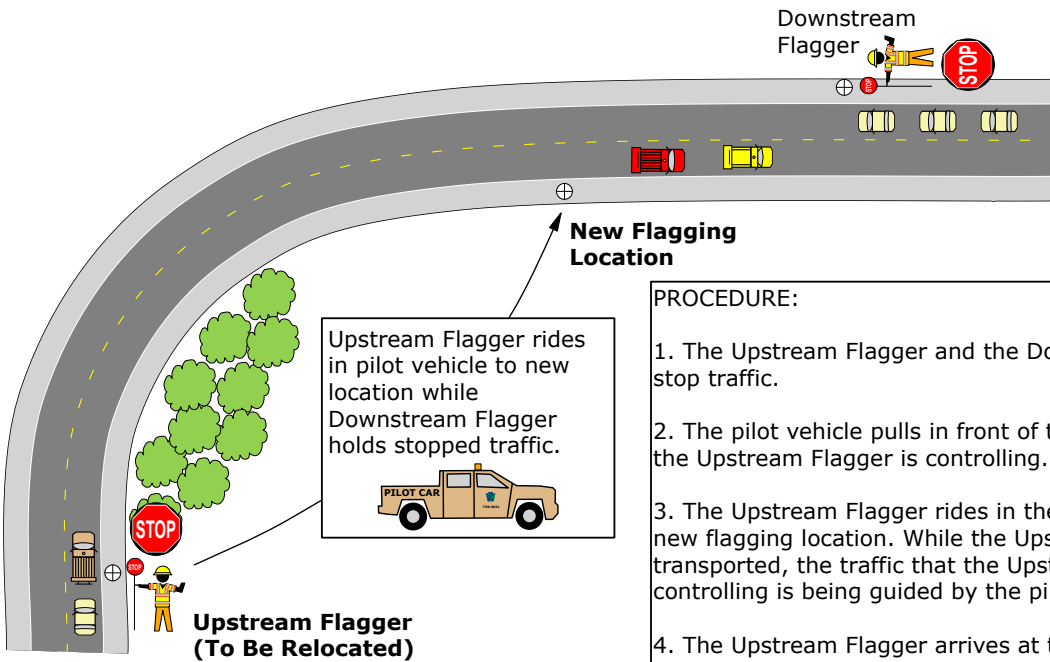 Downstream
Flagger
STOP
STOP
New Flagging
Location
Upstream Flagger rides
in pilot vehicle to new
location while
Downstream Flagger
holds stopped traffic.
PILOT CAR
STOP
STOP
Upstream Flagger
(To Be Relocated)
PROCEDURE:
1. The Upstream Flagger and the Do
stop traffic.
2. The pilot vehicle pulls in front of t
the Upstream Flagger is controlling.
3. The Upstream Flagger rides in the
new flagging location. While the Ups
transported, the traffic that the Upst
controlling is being guided by the pi
4. The Upstream Flagger arrives at t